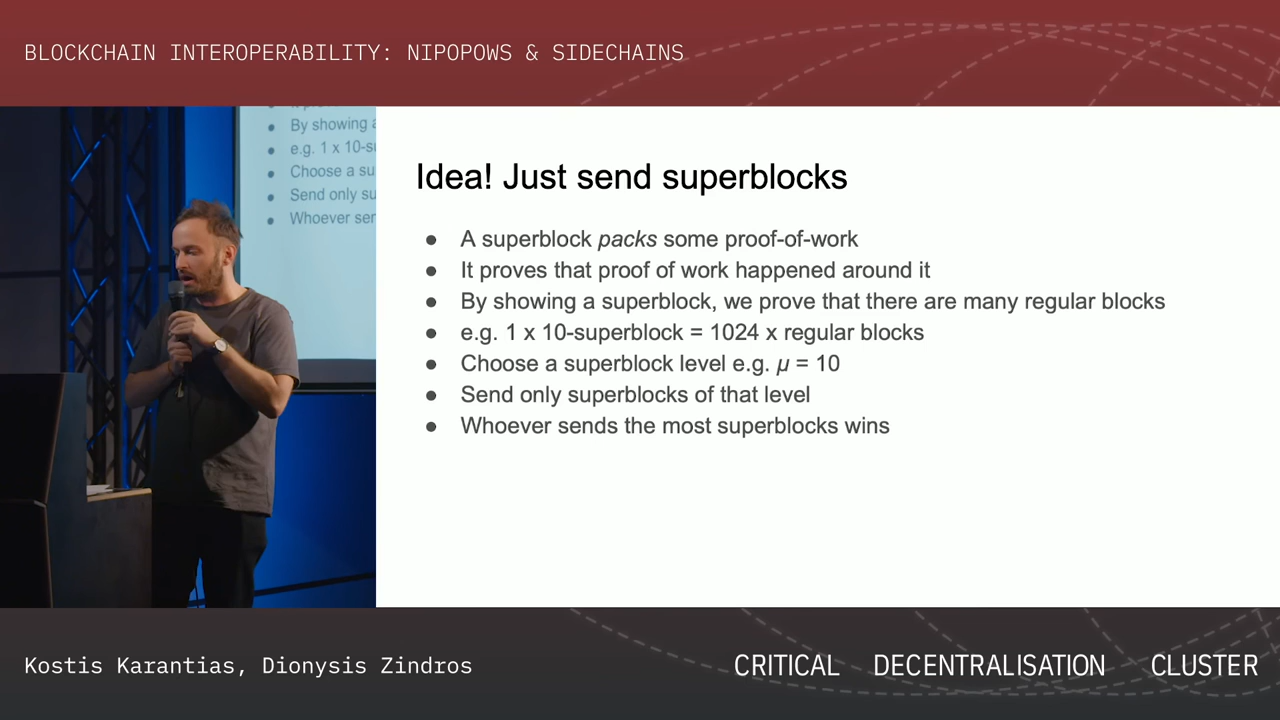 BLOCKCHAIN INTEROPERABILITY: NIPOPOWS & SIDECHAINS
By showing
e.g. 1 x 10-su
Choose a su
Send only su
Whoever sen
Idea! Just send superblocks
● A superblock packs some proof-of-work
● It proves that proof of work happened around it
● By showing a superblock, we prove that there are many regular blocks
● e.g. 1 x 10-superblock = 1024 x regular blocks
● Choose a superblock level e.g. μ = 10
● Send only superblocks of that level
● Whoever sends the most superblocks wins
Kostis Karantias, Dionysis Zindros
CRITICAL DECENTRALISATION CLUSTER